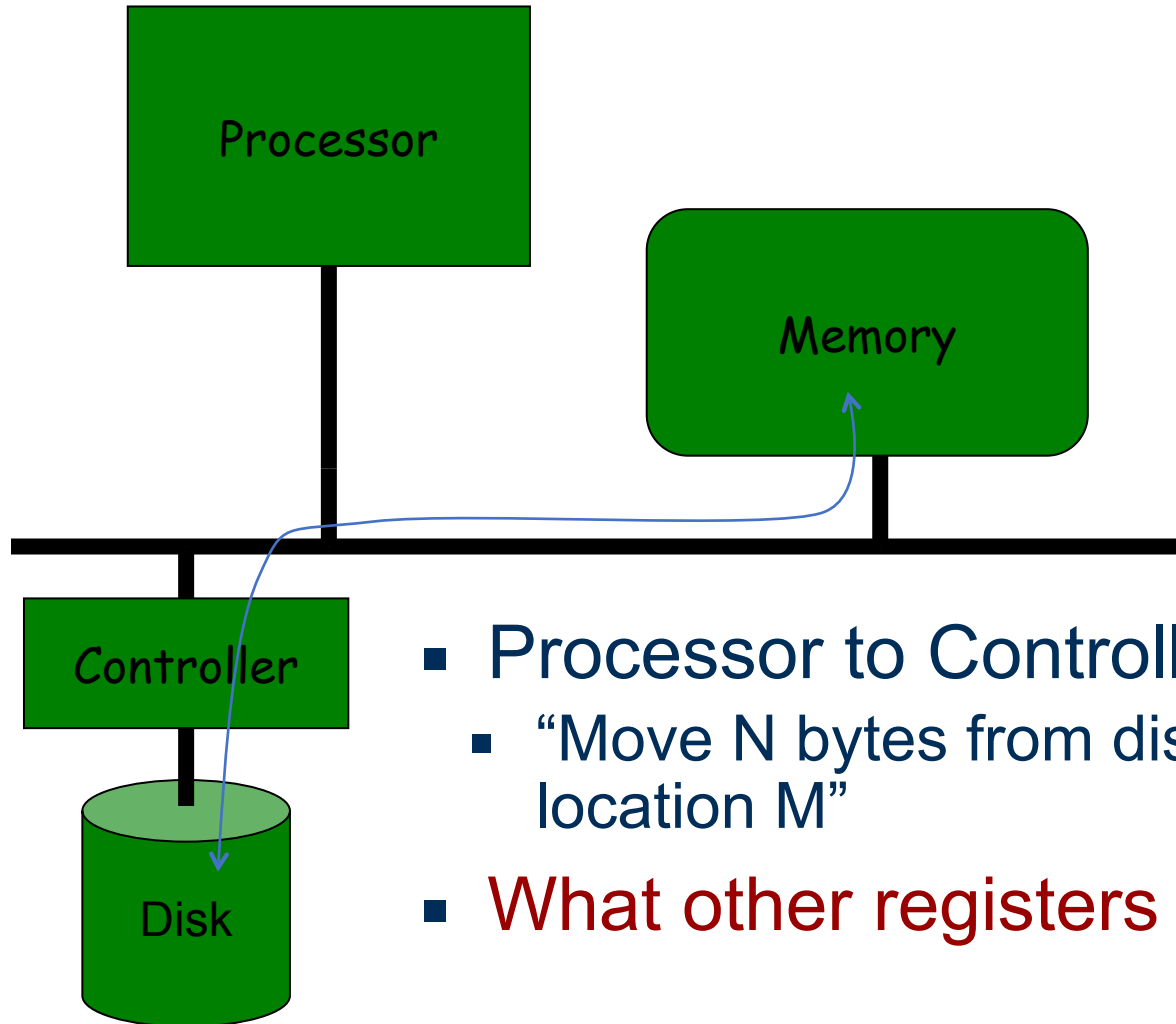 Processor
Memory
Controller
Disk
▪ Processor to Controll
▪ “Move N bytes from dis
location M”
▪ What other registers